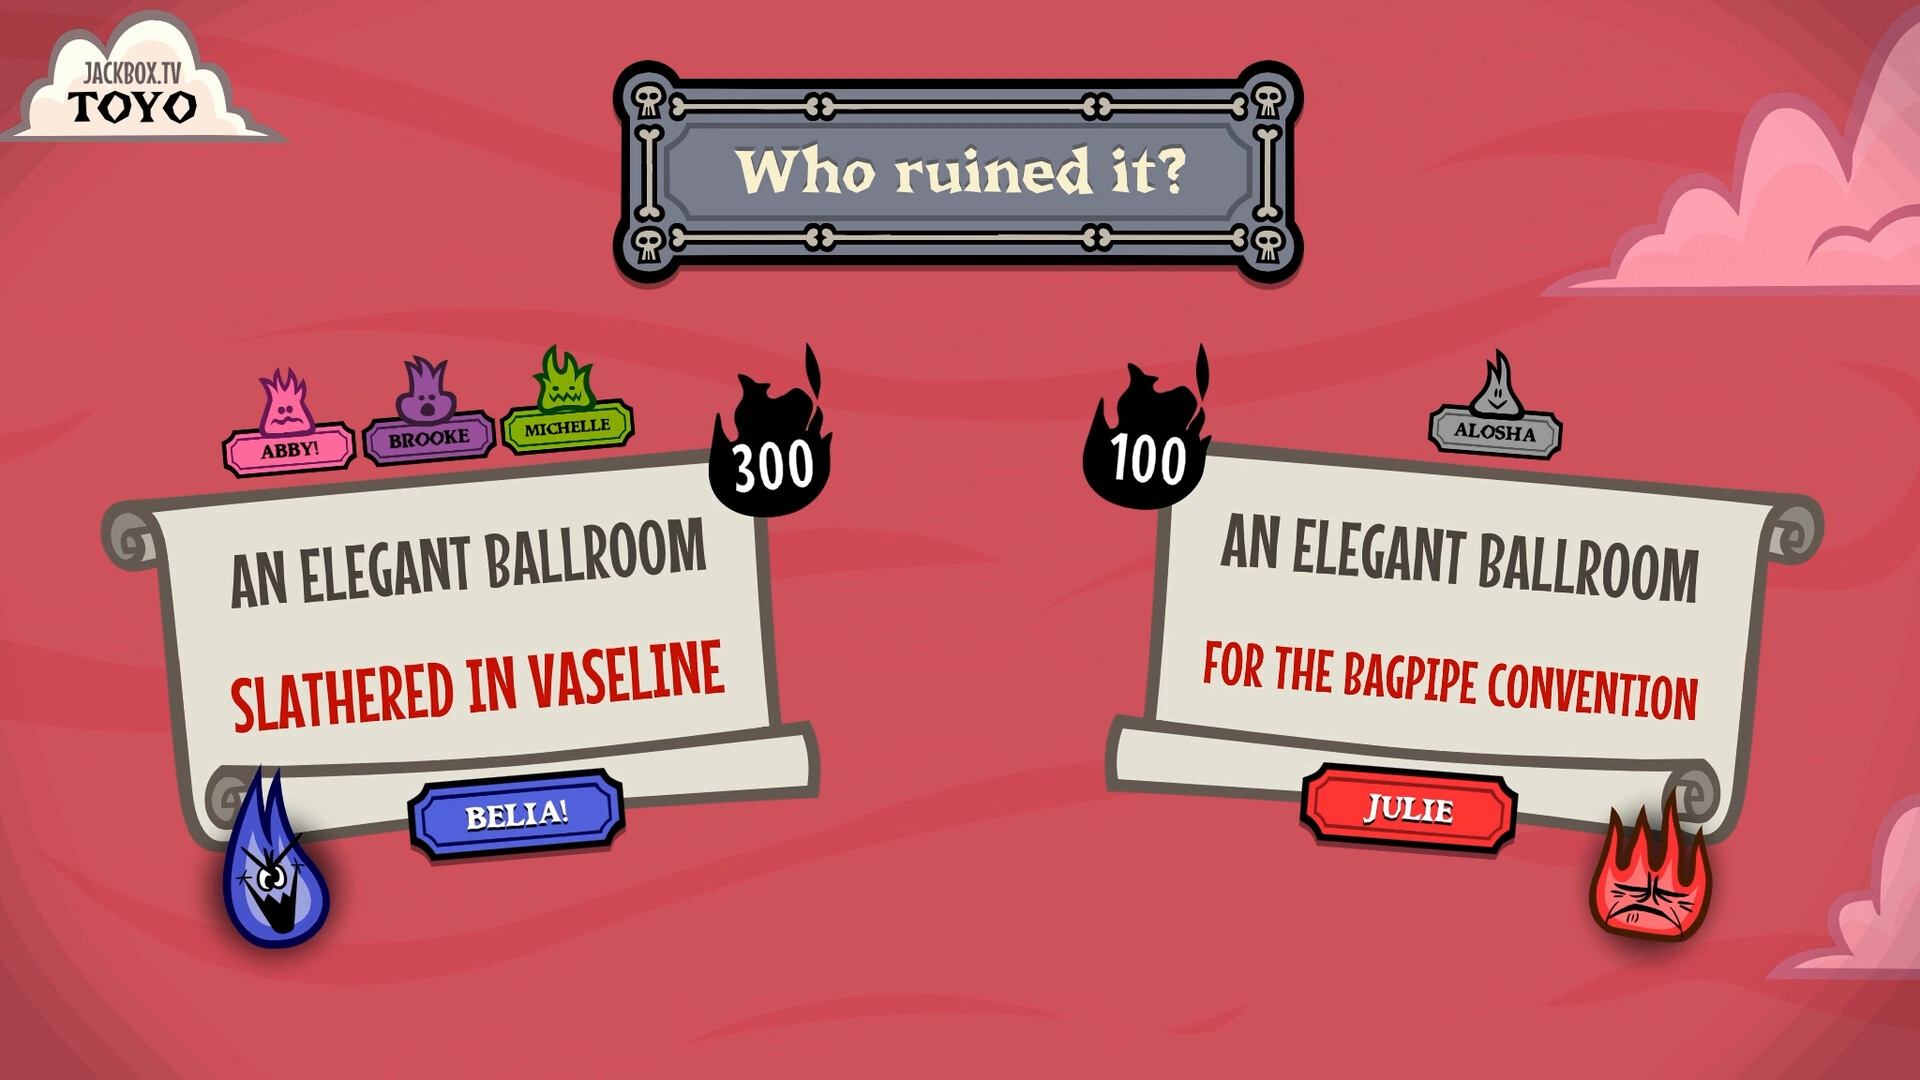 JACKBOX.TV
TOYO
Who ruined it?
ABBY!
BROOKE
MICHELLE
300
AN ELEGANT BALLROOM
SLATHERED IN VASELINE
BELIA!
100
ALOSHA
AN ELEGANT BALLROOM
FOR THE BAGPIPE CONVENTION
JULIE